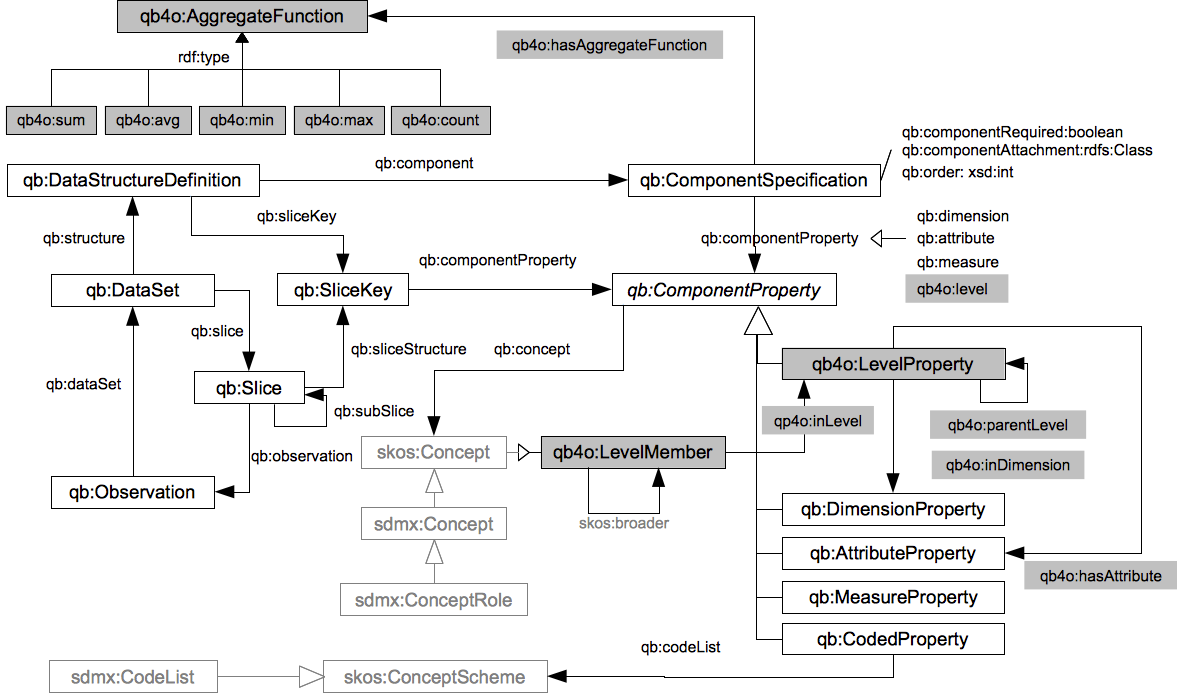 qb4o:AggregateFunction
qb4o:hasAggregateFunction
rdf:type
qb4o:sum
qb4o:avg
qb4o:min
qb4o:max
qb4o:count
qb:componentRequired:boolean
qb:componentAttachment:rdfs:Class
qb:order: xsd:int
qb:component
qb:DataStructureDefinition
qb:ComponentSpecification
qb:sliceKey
qb:structure
qb:componentProperty
qb:dimension
qb:attribute
qb:measure
qb4o:level
qb:componentProperty
qb:DataSet
qb:SliceKey
qb:ComponentProperty
qb:slice
qb:sliceStructure
qb:concept
qb4o:LevelProperty
qb:dataSet
qb:Slice
qb:subSlice
qp4o:inLevel
qb4o:parentLevel
qb:observation
skos:Concept
qb4o:LevelMember
qb4o:inDimension
qb:Observation
skos:broader
sdmx:Concept
qb:DimensionProperty
qb:AttributeProperty
qb4o:hasAttribute
sdmx:ConceptRole
qb:MeasureProperty
qb:CodedProperty
qb:codeList
sdmx:CodeList
skos:ConceptScheme